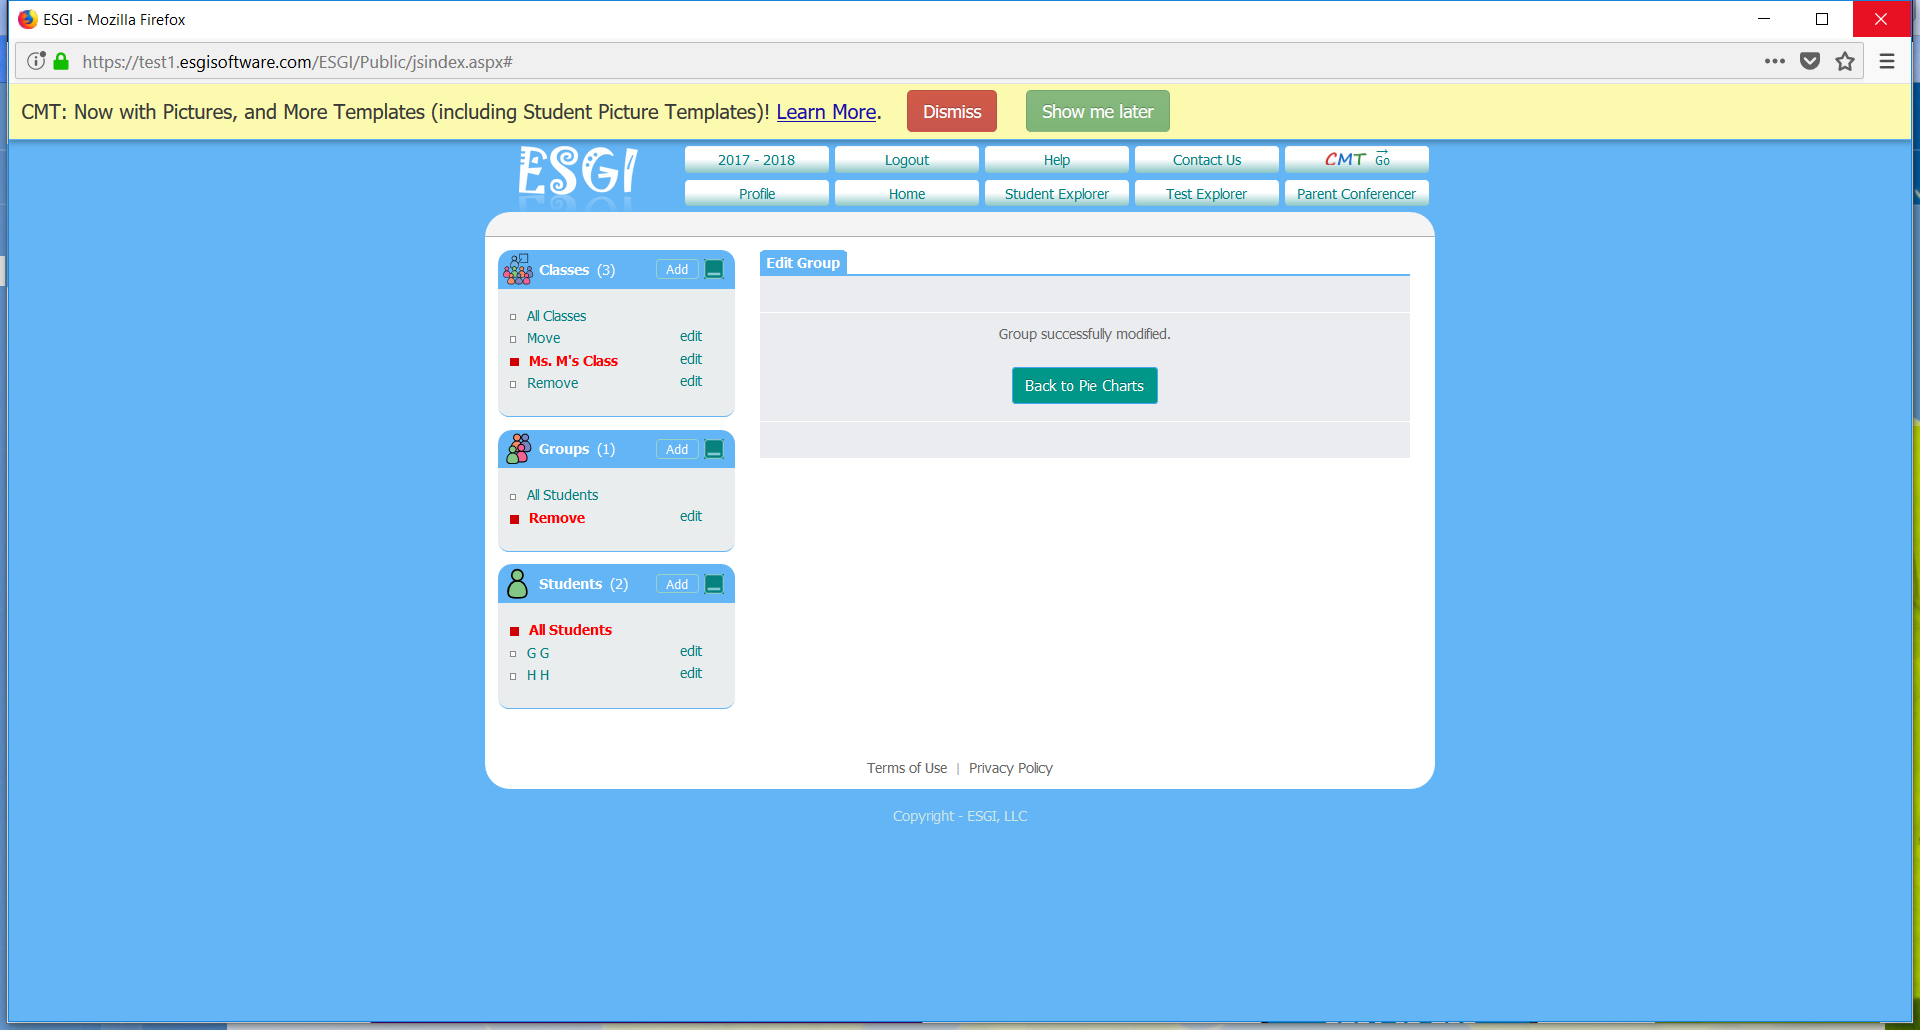 ESGI - Mozilla Firefox
https://test1.esgisoftware.com/ESGI/Public/jsindex.aspx#
CMT: Now with Pictures, and More Templates (including Student Picture Templates)! Learn More. Dismiss Show me later
ESGI
2017 - 2018 Logout Help Contact Us CMT Go
Profile Home Student Explorer Test Explorer Parent Conferencer
Classes (3) Add
All Classes
Move edit
Ms. M's Class edit
Remove edit
Groups (1) Add
All Students
Remove edit
Students (2) Add
All Students
G G edit
H H edit
Edit Group
Group successfully modified.
Back to Pie Charts
Terms of Use | Privacy Policy
Copyright - ESGI, LLC